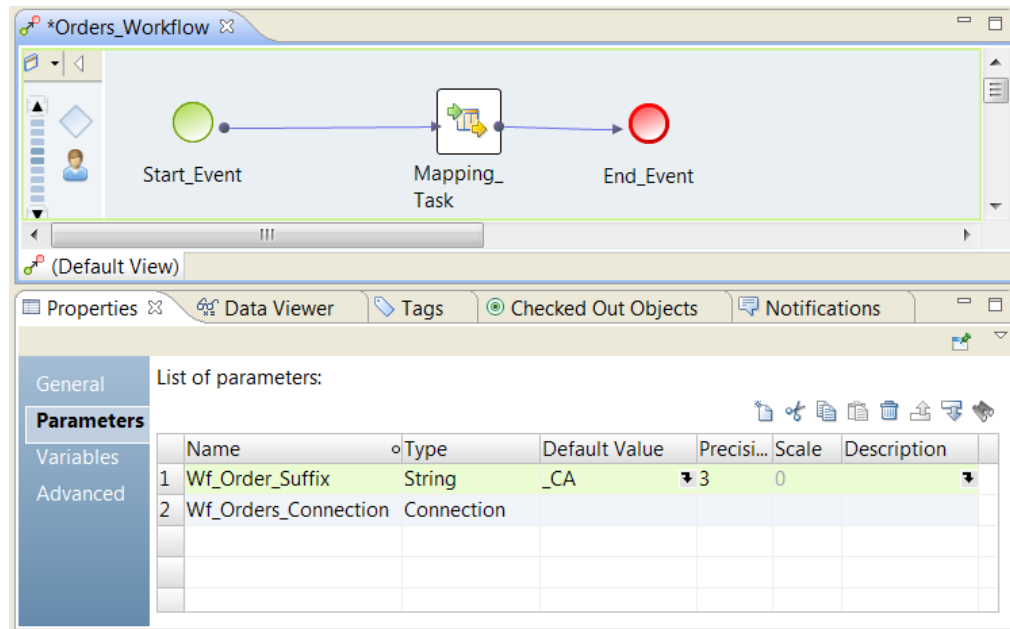 *Orders_Workflow
Start_Event
Mapping_
Task
End_Event
(Default View)
Properties Data Viewer Tags Checked Out Objects Notifications
General
Parameters
Variables
Advanced
List of parameters:
Name Type Default Value Precisi... Scale Description
1 Wf_Order_Suffix String _CA 3 0
2 Wf_Orders_Connection Connection